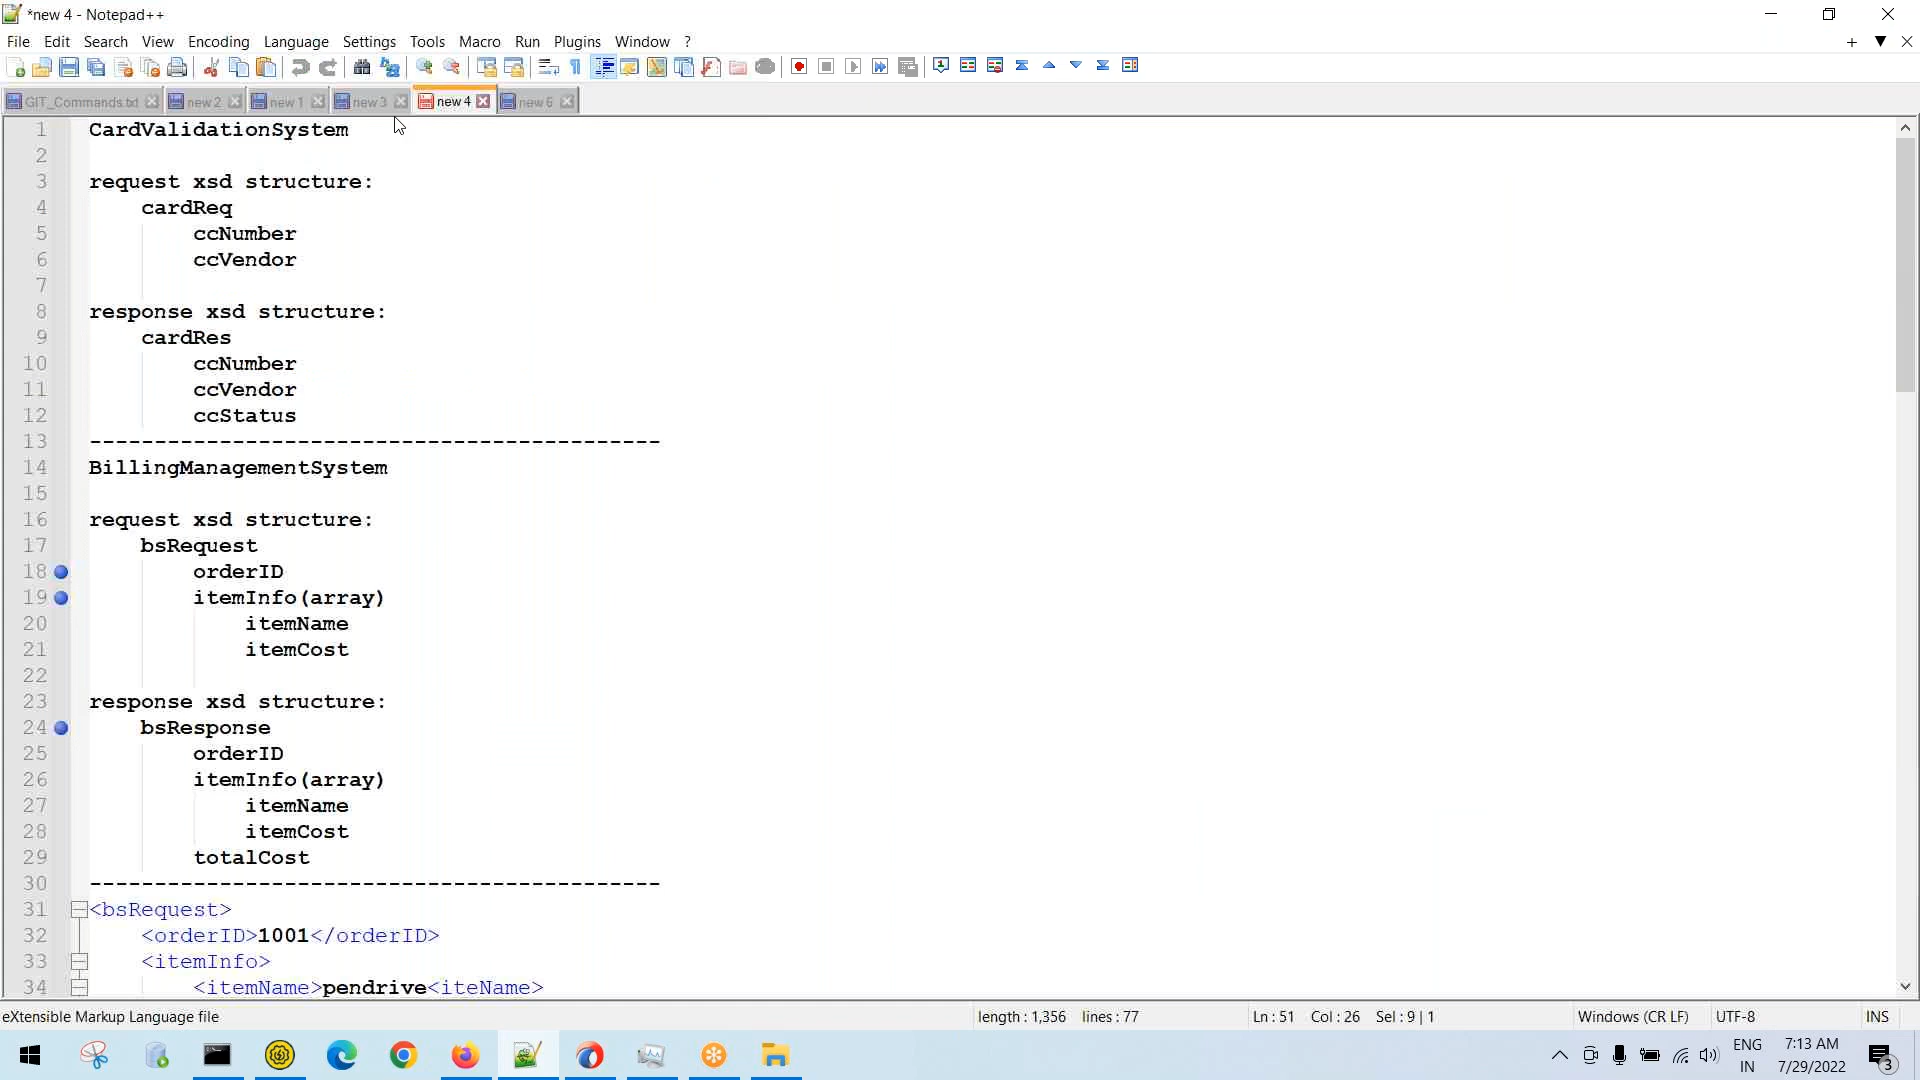 *new 4 - Notepad++
File Edit Search View Encoding Language Settings Tools Macro Run Plugins Window ?
GIT_Commands.txt new 2 new 1 new 3 new 4 new 6
1 CardValidationSystem
2
3 request xsd structure:
4 cardReq
5 ccNumber
6 ccVendor
7
8 response xsd structure:
9 cardRes
10 ccNumber
11 ccVendor
12 ccStatus
13 --------------------------------------------
14 BillingManagementSystem
15
16 request xsd structure:
17 bsRequest
18 orderID
19 itemInfo(array)
20 itemName
21 itemCost
22
23 response xsd structure:
24 bsResponse
25 orderID
26 itemInfo(array)
27 itemName
28 itemCost
29 totalCost
30 --------------------------------------------
31 <bsRequest>
32 <orderID>1001</orderID>
33 <itemInfo>
34 <itemName>pendrive<iteName>
eXtensible Markup Language file length : 1,356 lines : 77 Ln : 51 Col : 26 Sel : 9 | 1 Windows (CR LF) UTF-8 INS
ENG 7:13 AM
IN 7/29/2022 3